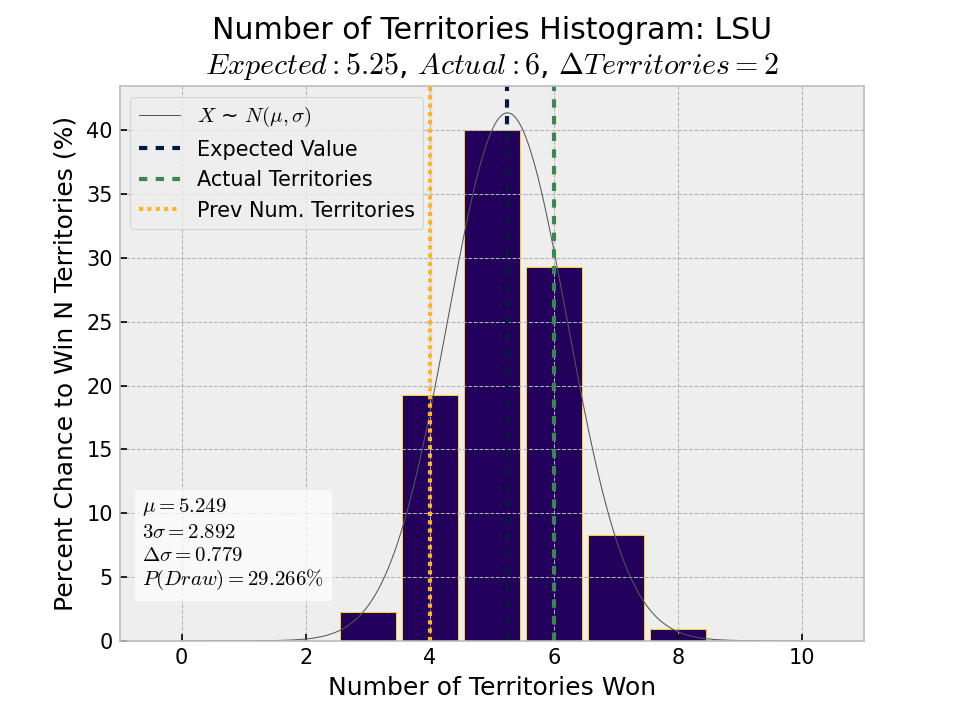 Number of Territories Histogram: LSU
Expected : 5.25, Actual : 6, ΔTerritories = 2
X ∼ N(μ, σ)
Expected Value
Actual Territories
Prev Num. Territories
Percent Chance to Win N Territories (%)
40
35
30
25
20
15
10
5
0
μ = 5.249
3σ = 2.892
Δσ = 0.779
P(Draw) = 29.266%
0 2 4 6 8 10
Number of Territories Won